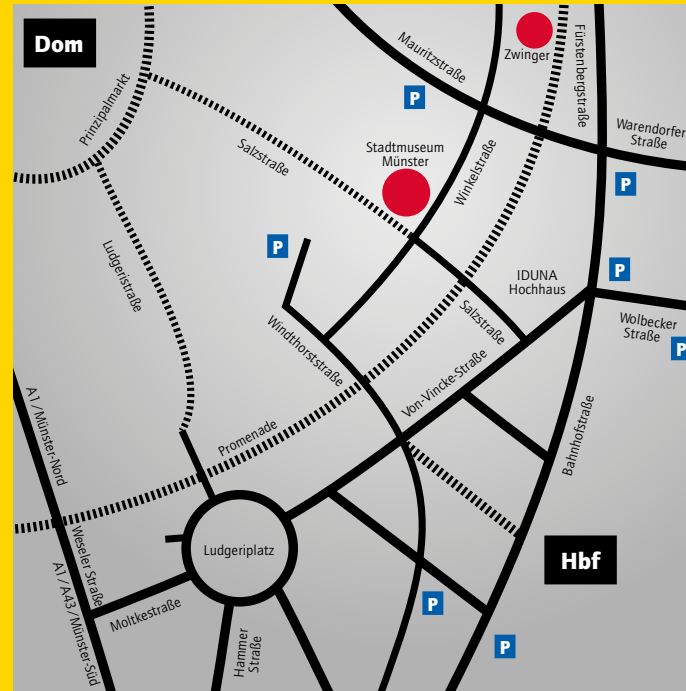 Dom
Zwinger
Fürstenbergstraße
Mauritzstraße
P
Prinzipalmarkt
Warendorfer
Straße
Salzstraße
Stadtmuseum
Münster
Winkelstraße
P
P
Ludgeristraße
IDUNA
Hochhaus
P
Salzstraße
Windthorststraße
Wolbecker
Straße
P
Von-Vincke-Straße
A1/Münster-Nord
Promenade
Bahnhofstraße
Weseler Straße
Ludgeriplatz
Hbf
A1/A43/Münster-Süd
Moltkestraße
P
Hammer
Straße
P